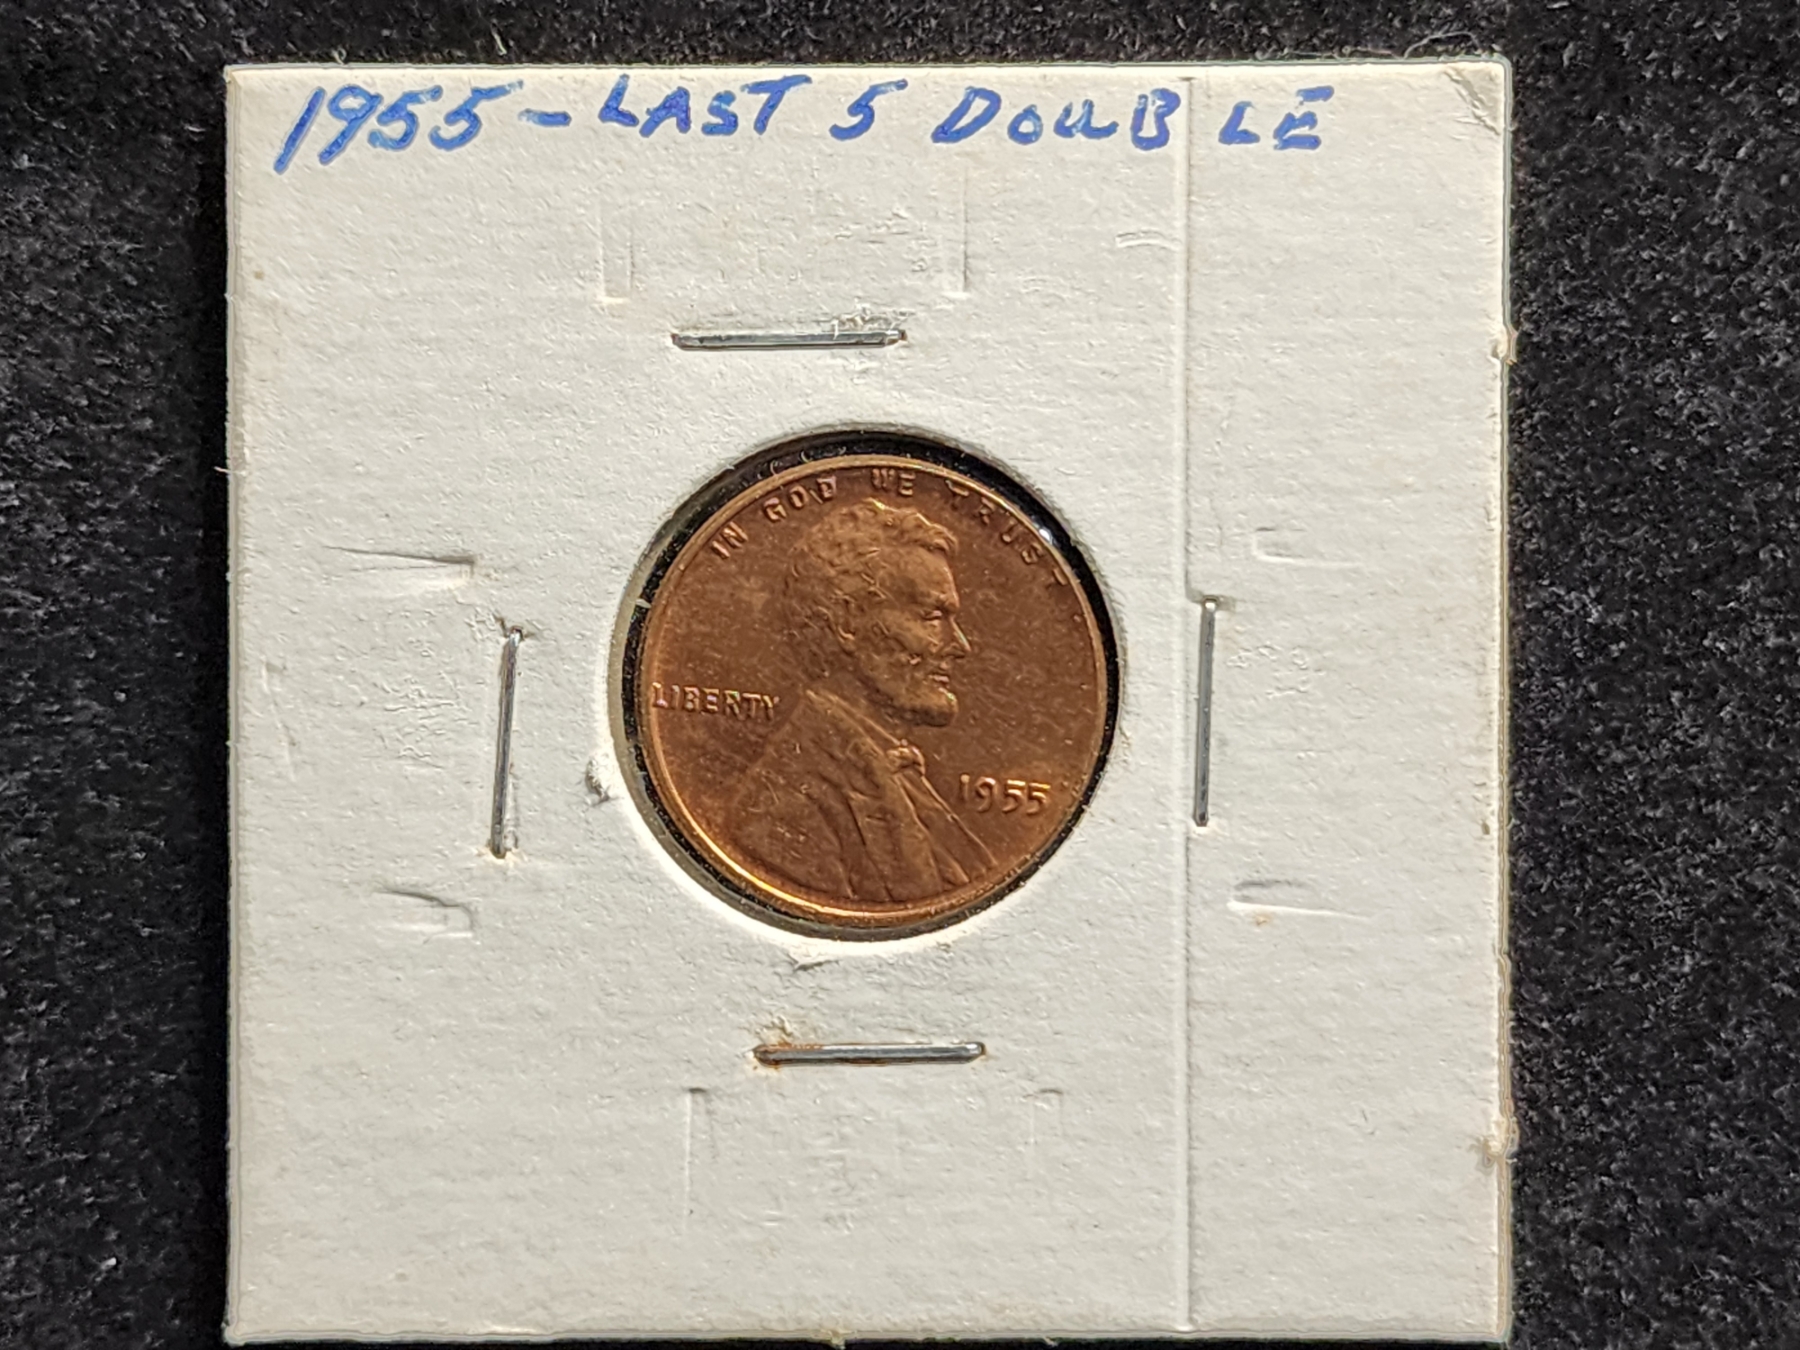 1955 - LAST 5 DOUBLE
IN GOD WE TRUST
LIBERTY
1955